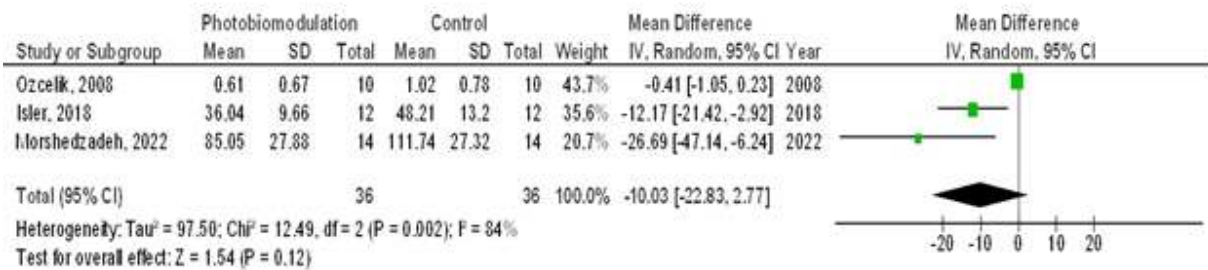 Photobiomodulation Control Mean Difference Mean Difference
Study or Subgroup Mean SD Total Mean SD Total Weight IV, Random, 95% CI Year IV, Random, 95% CI
Ozcelik, 2008 0.61 0.67 10 1.02 0.78 10 43.7% -0.41 [-1.05, 0.23] 2008
Isler, 2018 36.04 9.66 12 48.21 13.2 12 35.6% -12.17 [-21.42, -2.92] 2018
Morshedzadeh, 2022 85.05 27.88 14 111.74 27.32 14 20.7% -26.69 [-47.14, -6.24] 2022
Total (95% CI) 36 36 100.0% -10.03 [-22.83, 2.77]
Heterogeneity: Tau² = 97.50; Chi² = 12.49, df = 2 (P = 0.002); I² = 84%
Test for overall effect: Z = 1.54 (P = 0.12)
-20 -10 0 10 20